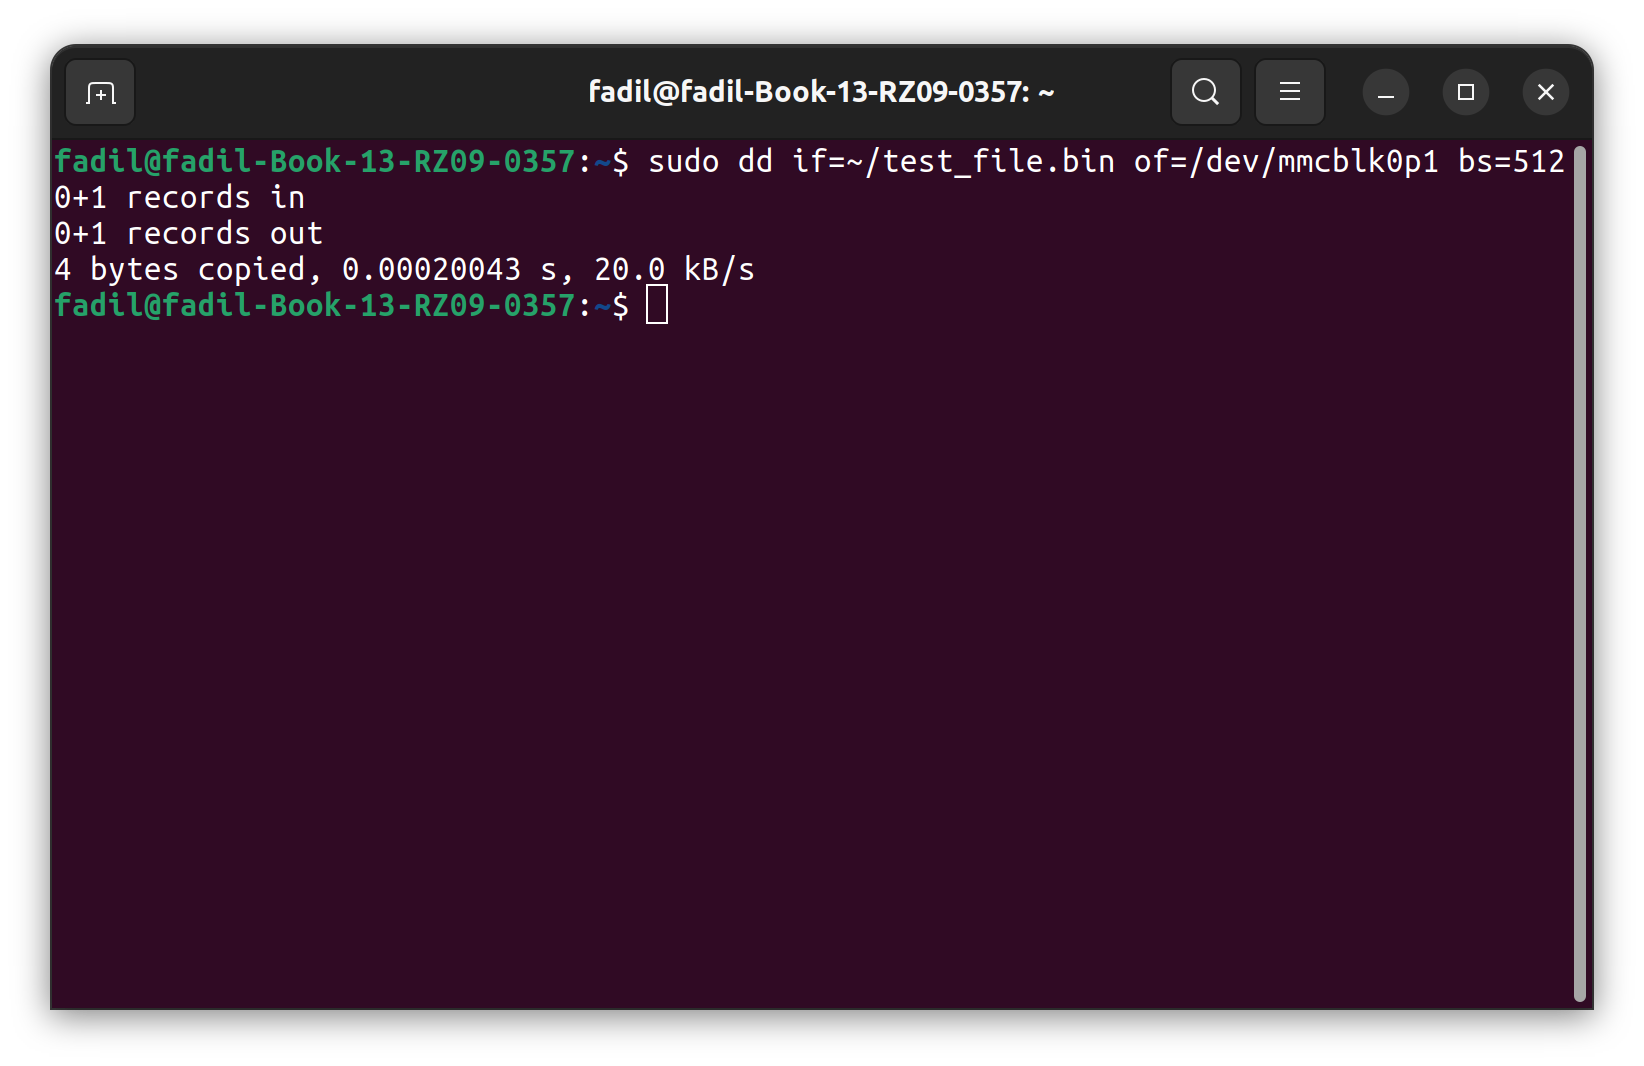 fadil@fadil-Book-13-RZ09-0357: ~
fadil@fadil-Book-13-RZ09-0357:~$ sudo dd if=~/test_file.bin of=/dev/mmcblk0p1 bs=512
0+1 records in
0+1 records out
4 bytes copied, 0.00020043 s, 20.0 kB/s
fadil@fadil-Book-13-RZ09-0357:~$